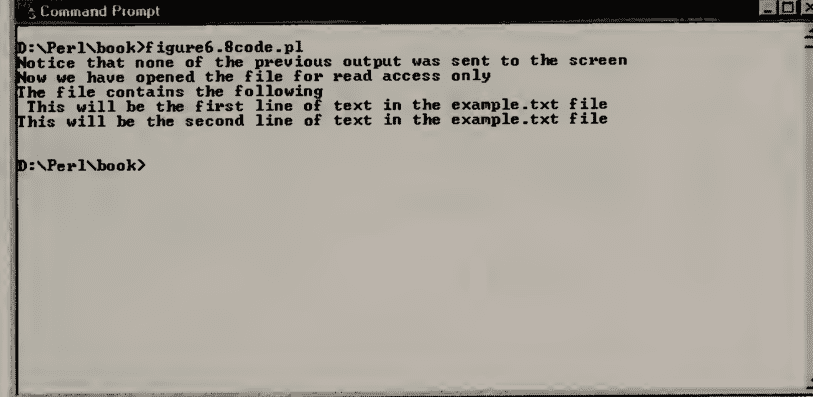 Command Prompt
D:\Perl\book>figure6.8code.pl
Notice that none of the previous output was sent to the screen
Now we have opened the file for read access only
The file contains the following
 This will be the first line of text in the example.txt file
This will be the second line of text in the example.txt file
D:\Perl\book>